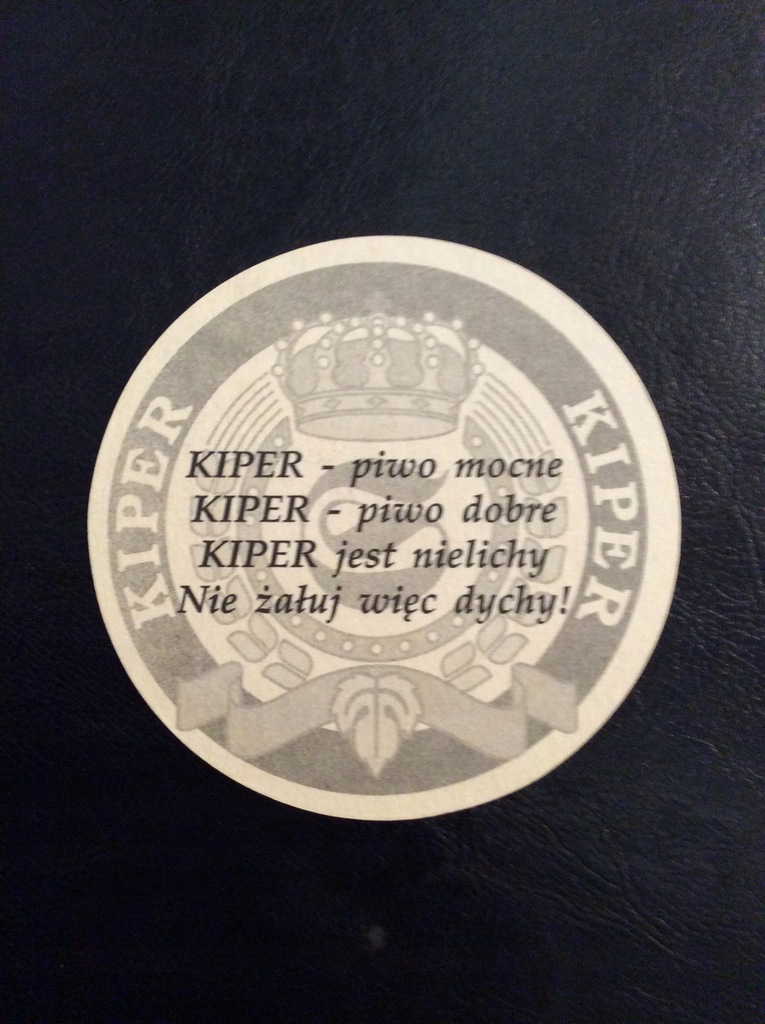 KIPER
KIPER
KIPER - piwo mocne
KIPER - piwo dobre
KIPER jest nielichy
Nie żałuj więc dychy!